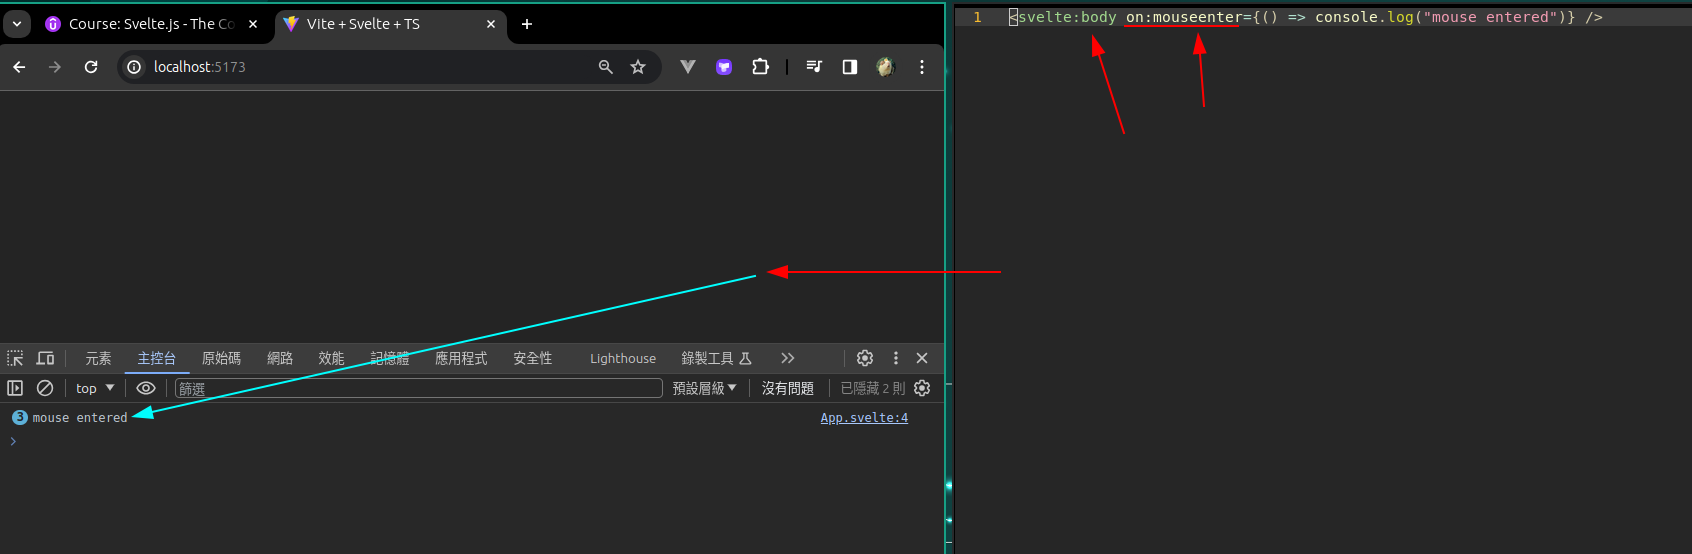 Course: Svelte.js - The Co
Vite + Svelte + TS
localhost:5173
元素 主控台 原始碼 網路 效能 記憶體 應用程式 安全性 Lighthouse 錄製工具
top 篩選 預設層級 沒有問題 已隱藏 2 則
3 mouse entered App.svelte:4
1 <svelte:body on:mouseenter={() => console.log("mouse entered")} />